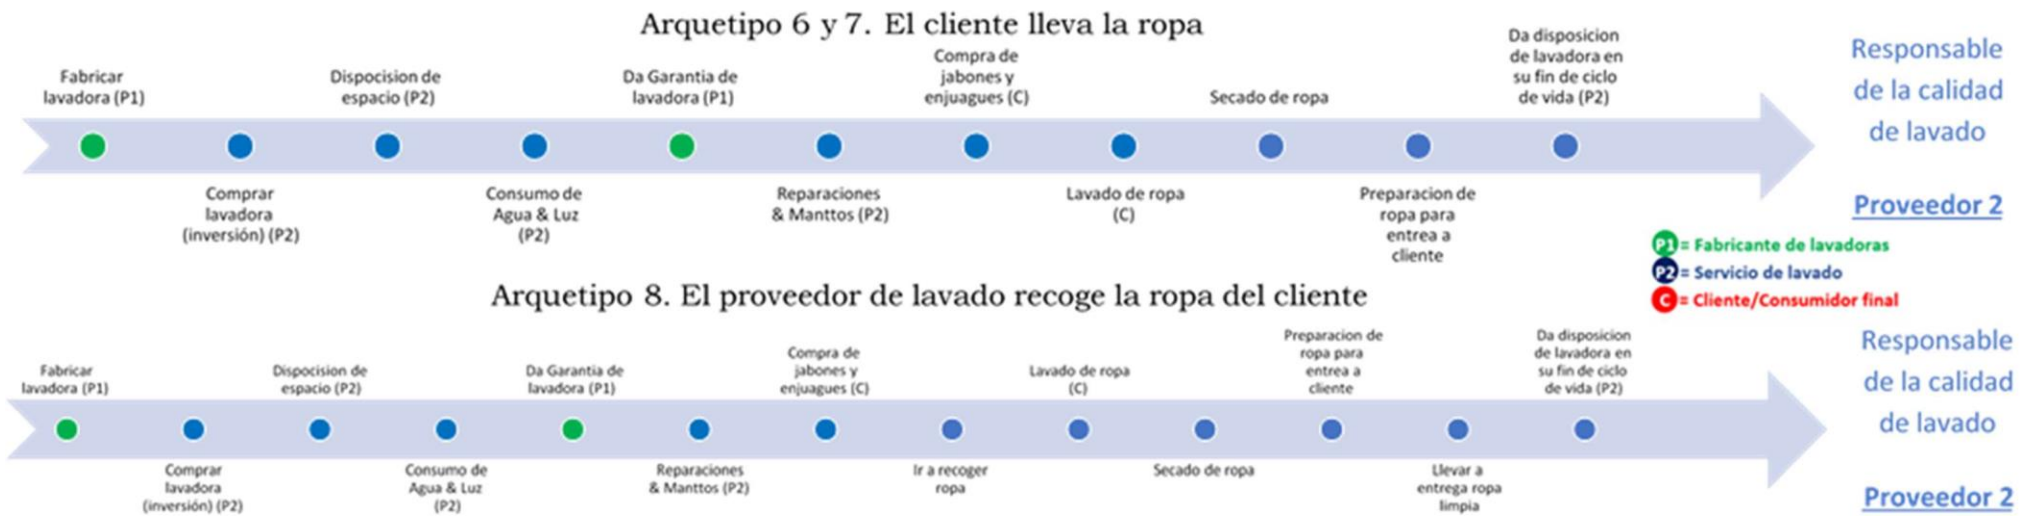 Arquetipo 6 y 7. El cliente lleva la ropa
Fabricar
lavadora (P1)
Comprar
lavadora
(inversión) (P2)
Dispocision de
espacio (P2)
Consumo de
Agua & Luz
(P2)
Da Garantia de
lavadora (P1)
Reparaciones
& Manttos (P2)
Compra de
jabones y
enjuagues (C)
Lavado de ropa
(C)
Secado de ropa
Preparacion de
ropa para
entrea a
cliente
Da disposicion
de lavadora en
su fin de ciclo
de vida (P2)
Responsable
de la calidad
de lavado
Proveedor 2
P1 = Fabricante de lavadoras
P2 = Servicio de lavado
C = Cliente/Consumidor final
Arquetipo 8. El proveedor de lavado recoge la ropa del cliente
Fabricar
lavadora (P1)
Comprar
lavadora
(inversión) (P2)
Dispocision de
espacio (P2)
Consumo de
Agua & Luz
(P2)
Da Garantia de
lavadora (P1)
Reparaciones
& Manttos (P2)
Compra de
jabones y
enjuagues (C)
Ir a recoger
ropa
Lavado de ropa
(C)
Secado de ropa
Preparacion de
ropa para
entrea a
cliente
Llevar a
entrega ropa
limpia
Da disposicion
de lavadora en
su fin de ciclo
de vida (P2)
Responsable
de la calidad
de lavado
Proveedor 2